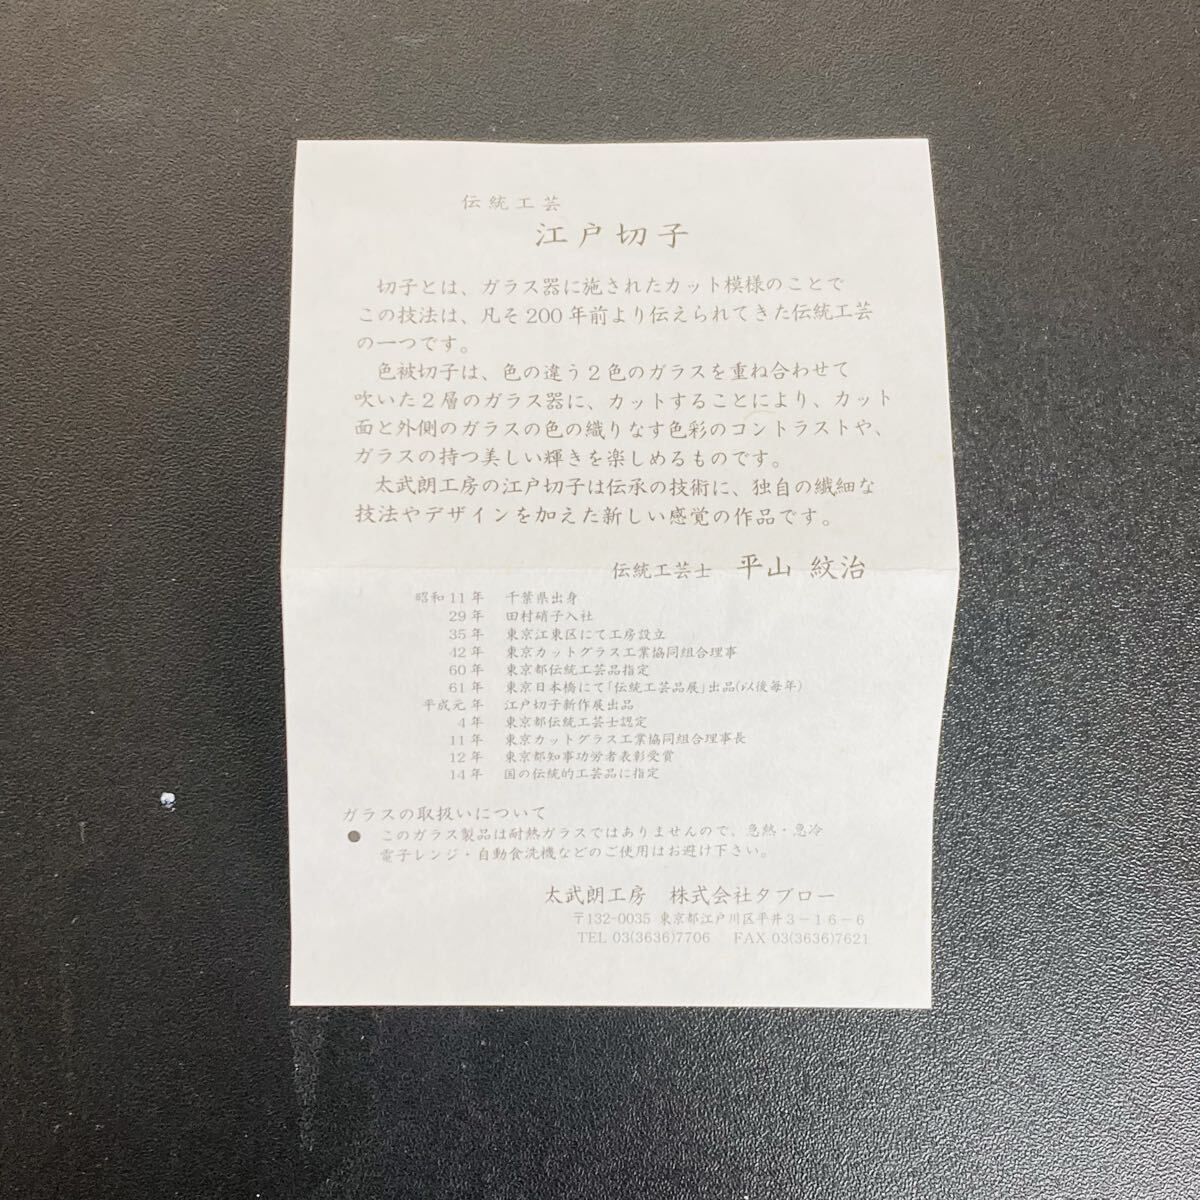 伝統工芸
江戸切子
切子とは、ガラス器に施されたカット模様のことで
この技法は、凡そ200年前より伝えられてきた伝統工芸
の一つです。
色被切子は、色の違う2色のガラスを重ね合わせて
吹いた2層のガラス器に、カットすることにより、カット
面と外側のガラスの色の織りなす色彩のコントラストや、
ガラスの持つ美しい輝きを楽しめるものです。
太武朗工房の江戸切子は伝承の技術に、独自の繊細な
技法やデザインを加えた新しい感覚の作品です。
伝統工芸士 平山 紋治
昭和11年 千葉県出身
29年 田村硝子入社
35年 東京江東区にて工房設立
42年 東京カットグラス工業協同組合理事
60年 東京都伝統工芸品指定
61年 東京日本橋にて「伝統工芸品展」出品(以後毎年)
平成元年 江戸切子新作展出品
4年 東京都伝統工芸士認定
11年 東京カットグラス工業協同組合理事長
12年 東京都知事功労者表彰受賞
14年 国の伝統的工芸品に指定
ガラスの取扱いについて
● このガラス製品は耐熱ガラスではありませんので、急熱・急冷
電子レンジ・自動食洗機などのご使用はお避け下さい。
太武朗工房 株式会社タブロー
〒132-0035 東京都江戸川区平井3-16-6
TEL 03(3636)7706 FAX 03(3636)7621